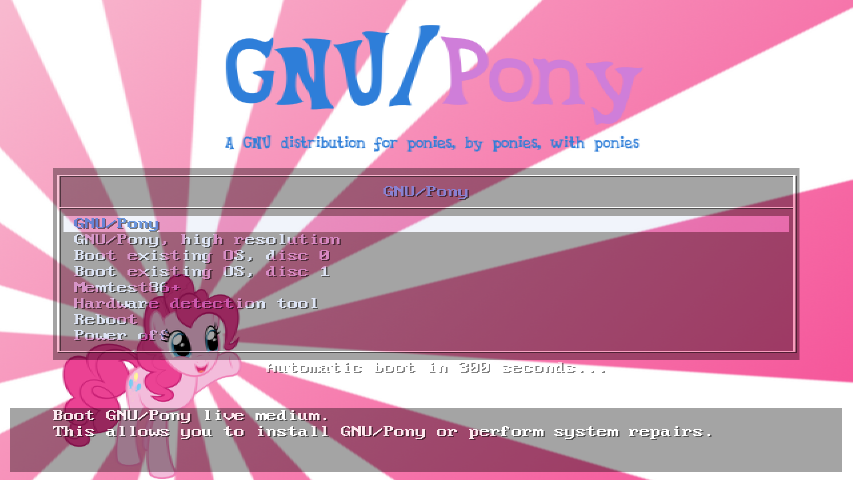 GNU/Pony
A GNU distribution for ponies, by ponies, with ponies
GNU/Pony
GNU/Pony
GNU/Pony, high resolution
Boot existing OS, disc 0
Boot existing OS, disc 1
Memtest86+
Hardware detection tool
Reboot
Power off
Automatic boot in 300 seconds...
Boot GNU/Pony live medium.
This allows you to install GNU/Pony or perform system repairs.